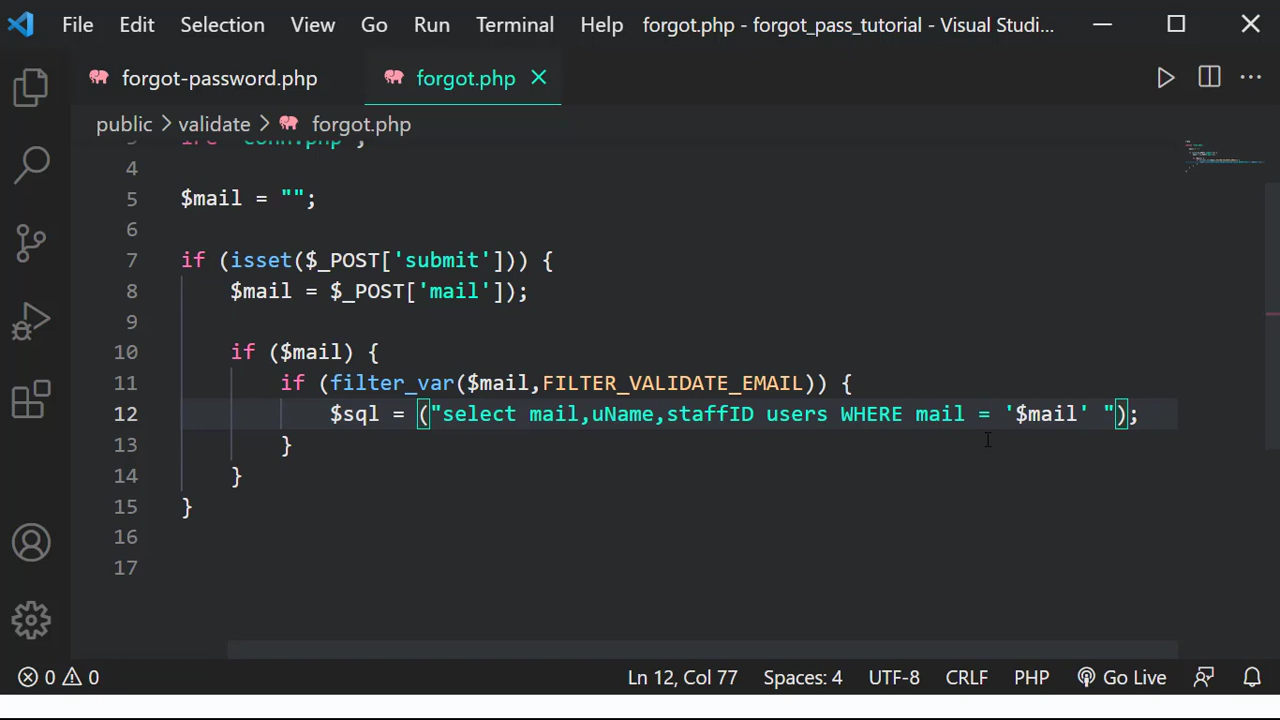 File Edit Selection View Go Run Terminal Help forgot.php - forgot_pass_tutorial - Visual Studi...
forgot-password.php forgot.php
public > validate > forgot.php
4
5 $mail = "";
6
7 if (isset($_POST['submit'])) {
8 $mail = $_POST['mail']);
9
10 if ($mail) {
11 if (filter_var($mail,FILTER_VALIDATE_EMAIL)) {
12 $sql = ("select mail,uName,staffID users WHERE mail = '$mail' ");
13 }
14 }
15 }
16
17
0 0 Ln 12, Col 77 Spaces: 4 UTF-8 CRLF PHP Go Live